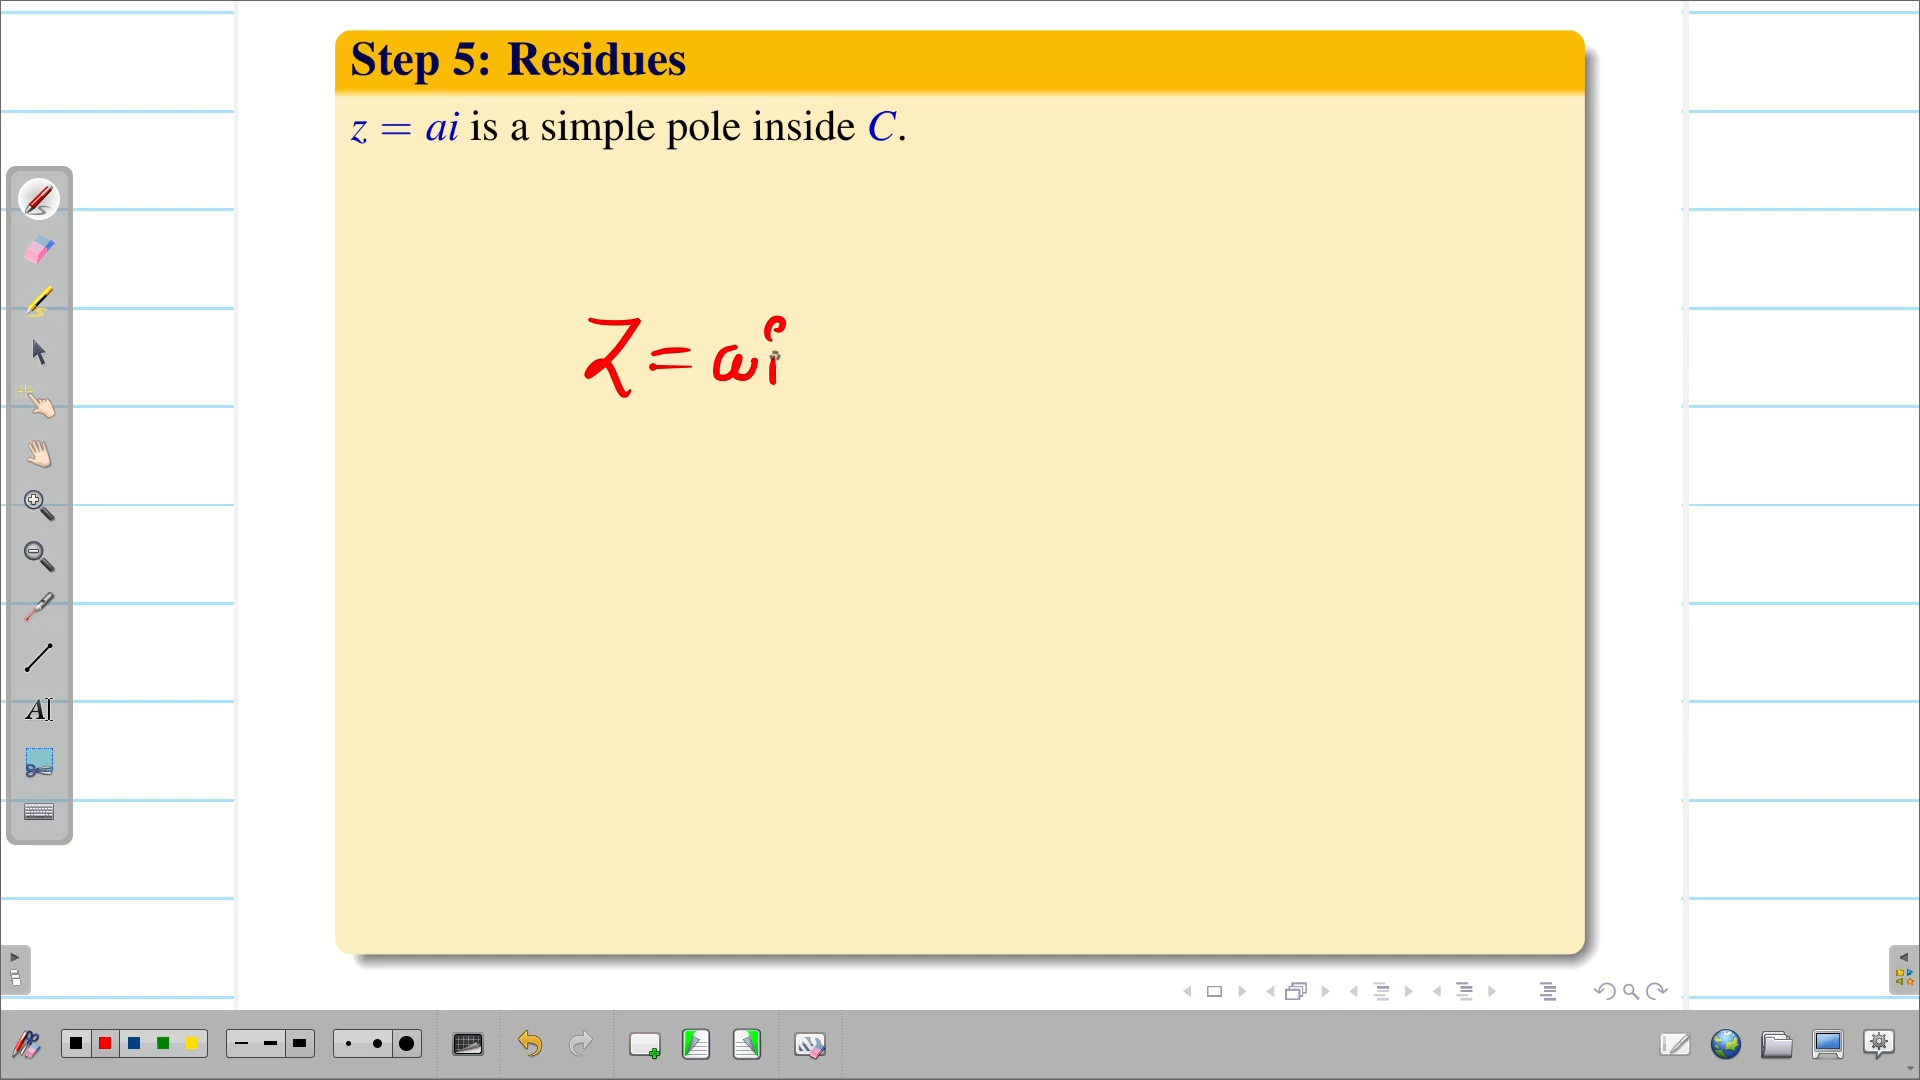 Step 5: Residues
z = ai is a simple pole inside C.
z = ai